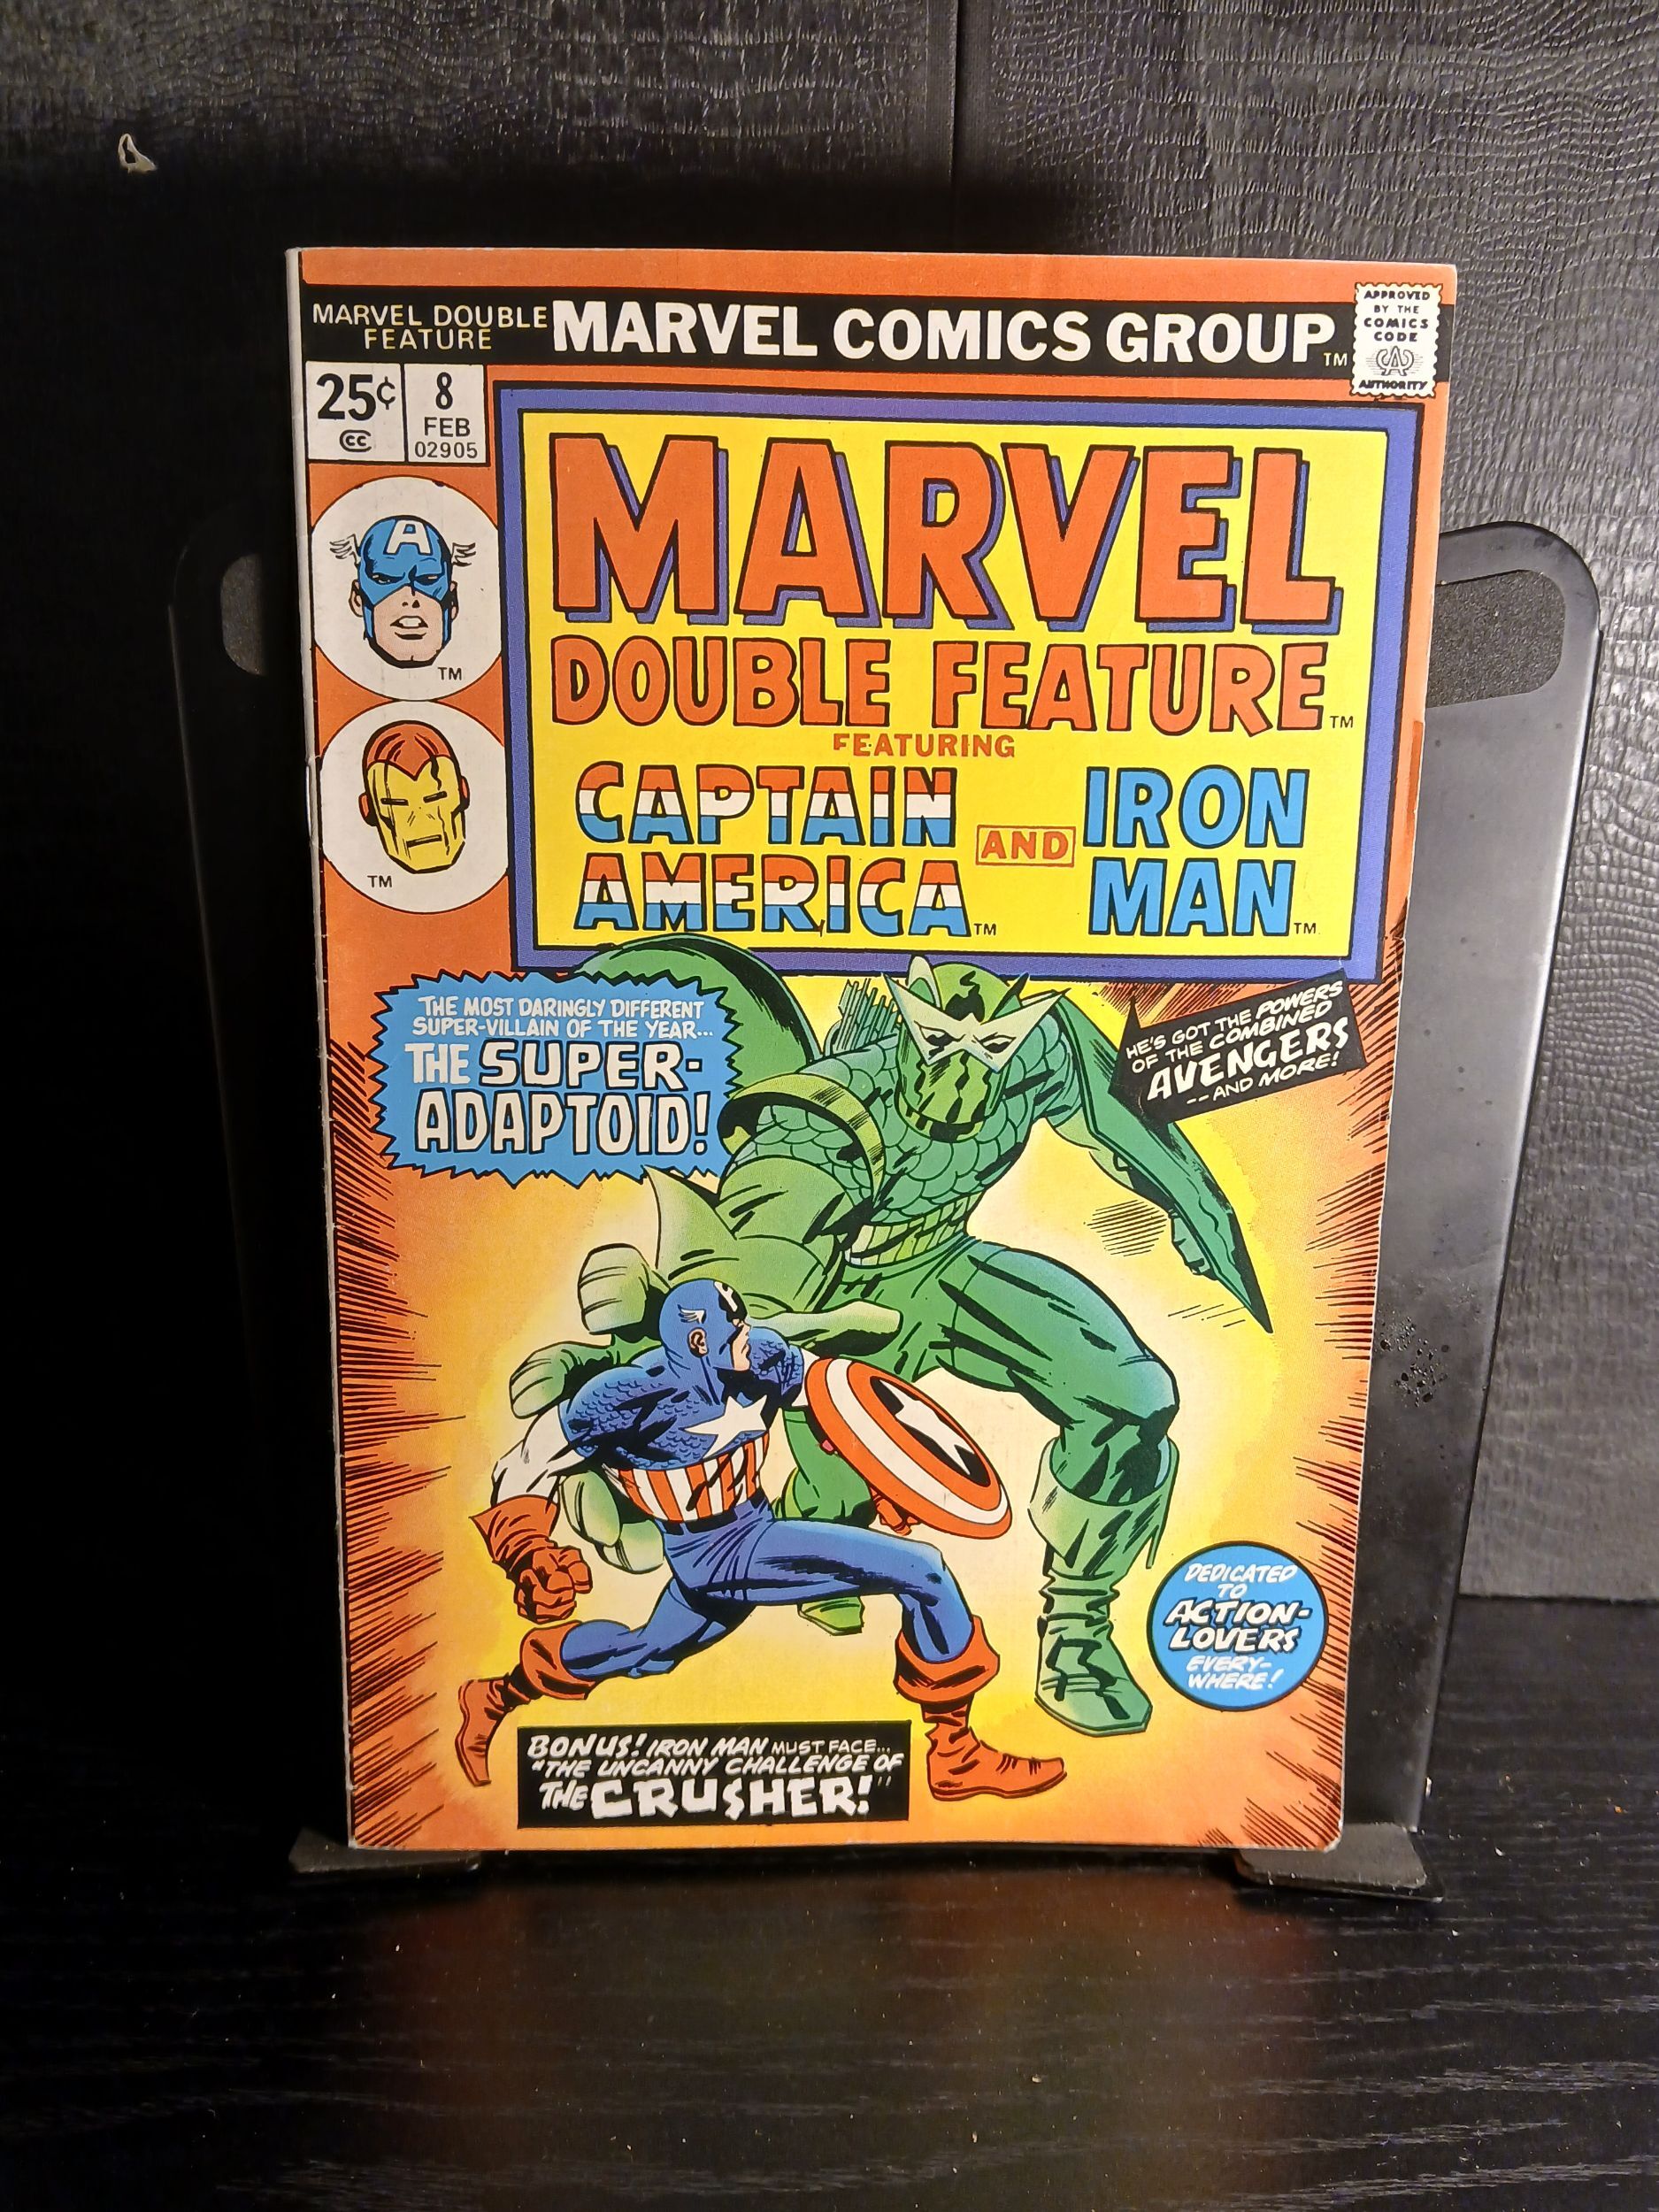 MARVEL DOUBLE
FEATURE
MARVEL COMICS GROUP TM
APPROVED
BY THE
COMICS
CODE
CA
AUTHORITY
25¢
CC
8
FEB
02905
A
TM
TM
MARVEL
DOUBLE FEATURE TM
FEATURING
CAPTAIN
AMERICA TM
AND
IRON
MAN TM
THE MOST DARINGLY DIFFERENT
SUPER-VILLAIN OF THE YEAR...
THE SUPER-
ADAPTOID!
HE'S GOT THE POWERS
OF THE COMBINED
AVENGERS
--AND MORE!
DEDICATED
TO
ACTION-
LOVERS
EVERY-
WHERE!
BONUS! IRON MAN MUST FACE...
"THE UNCANNY CHALLENGE OF
THE CRUSHER!"